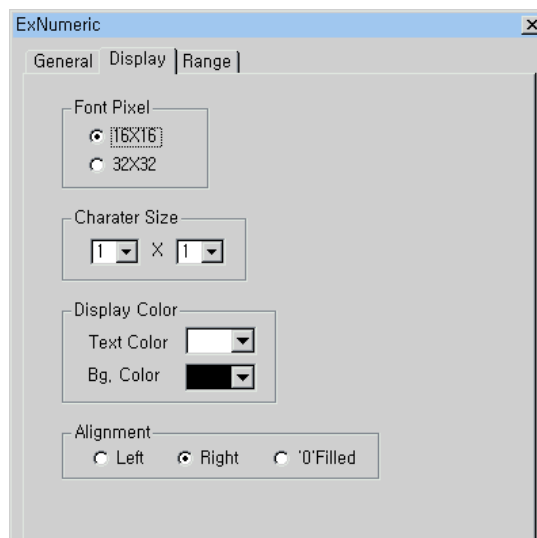 ExNumeric
General Display Range
Font Pixel
16X16
32X32
Charater Size
1 X 1
Display Color
Text Color
Bg. Color
Alignment
Left Right '0'Filled